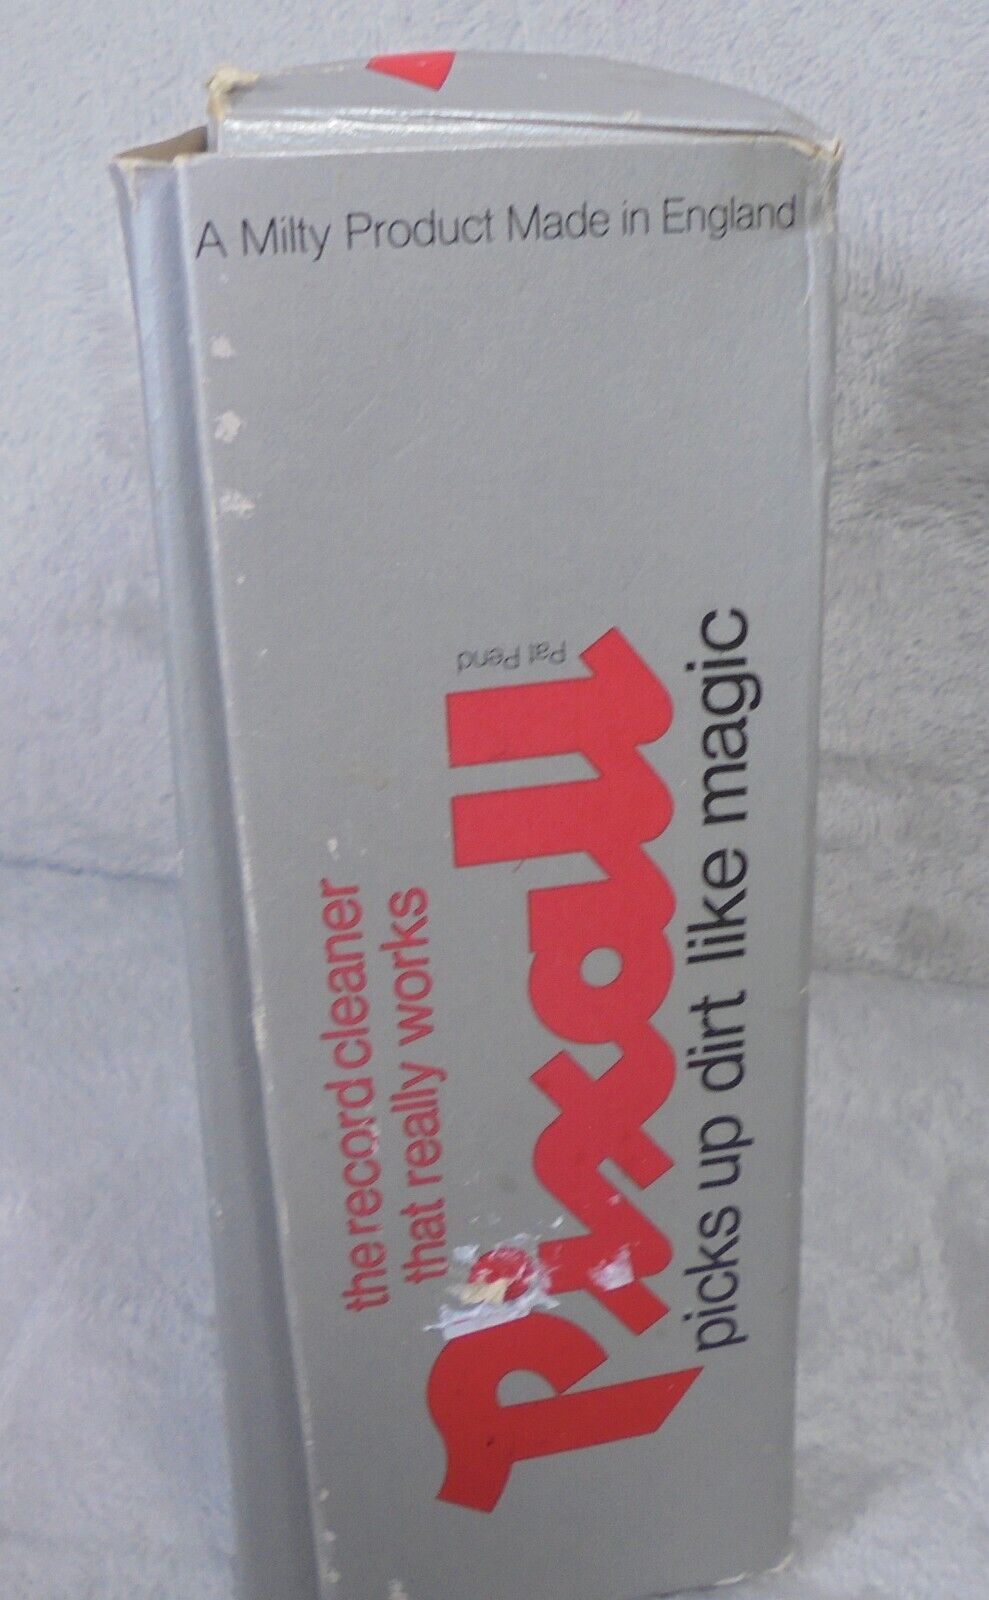 A Milty Product Made in England
the record cleaner
that really works
Pixall
Pat Pend
picks up dirt like magic